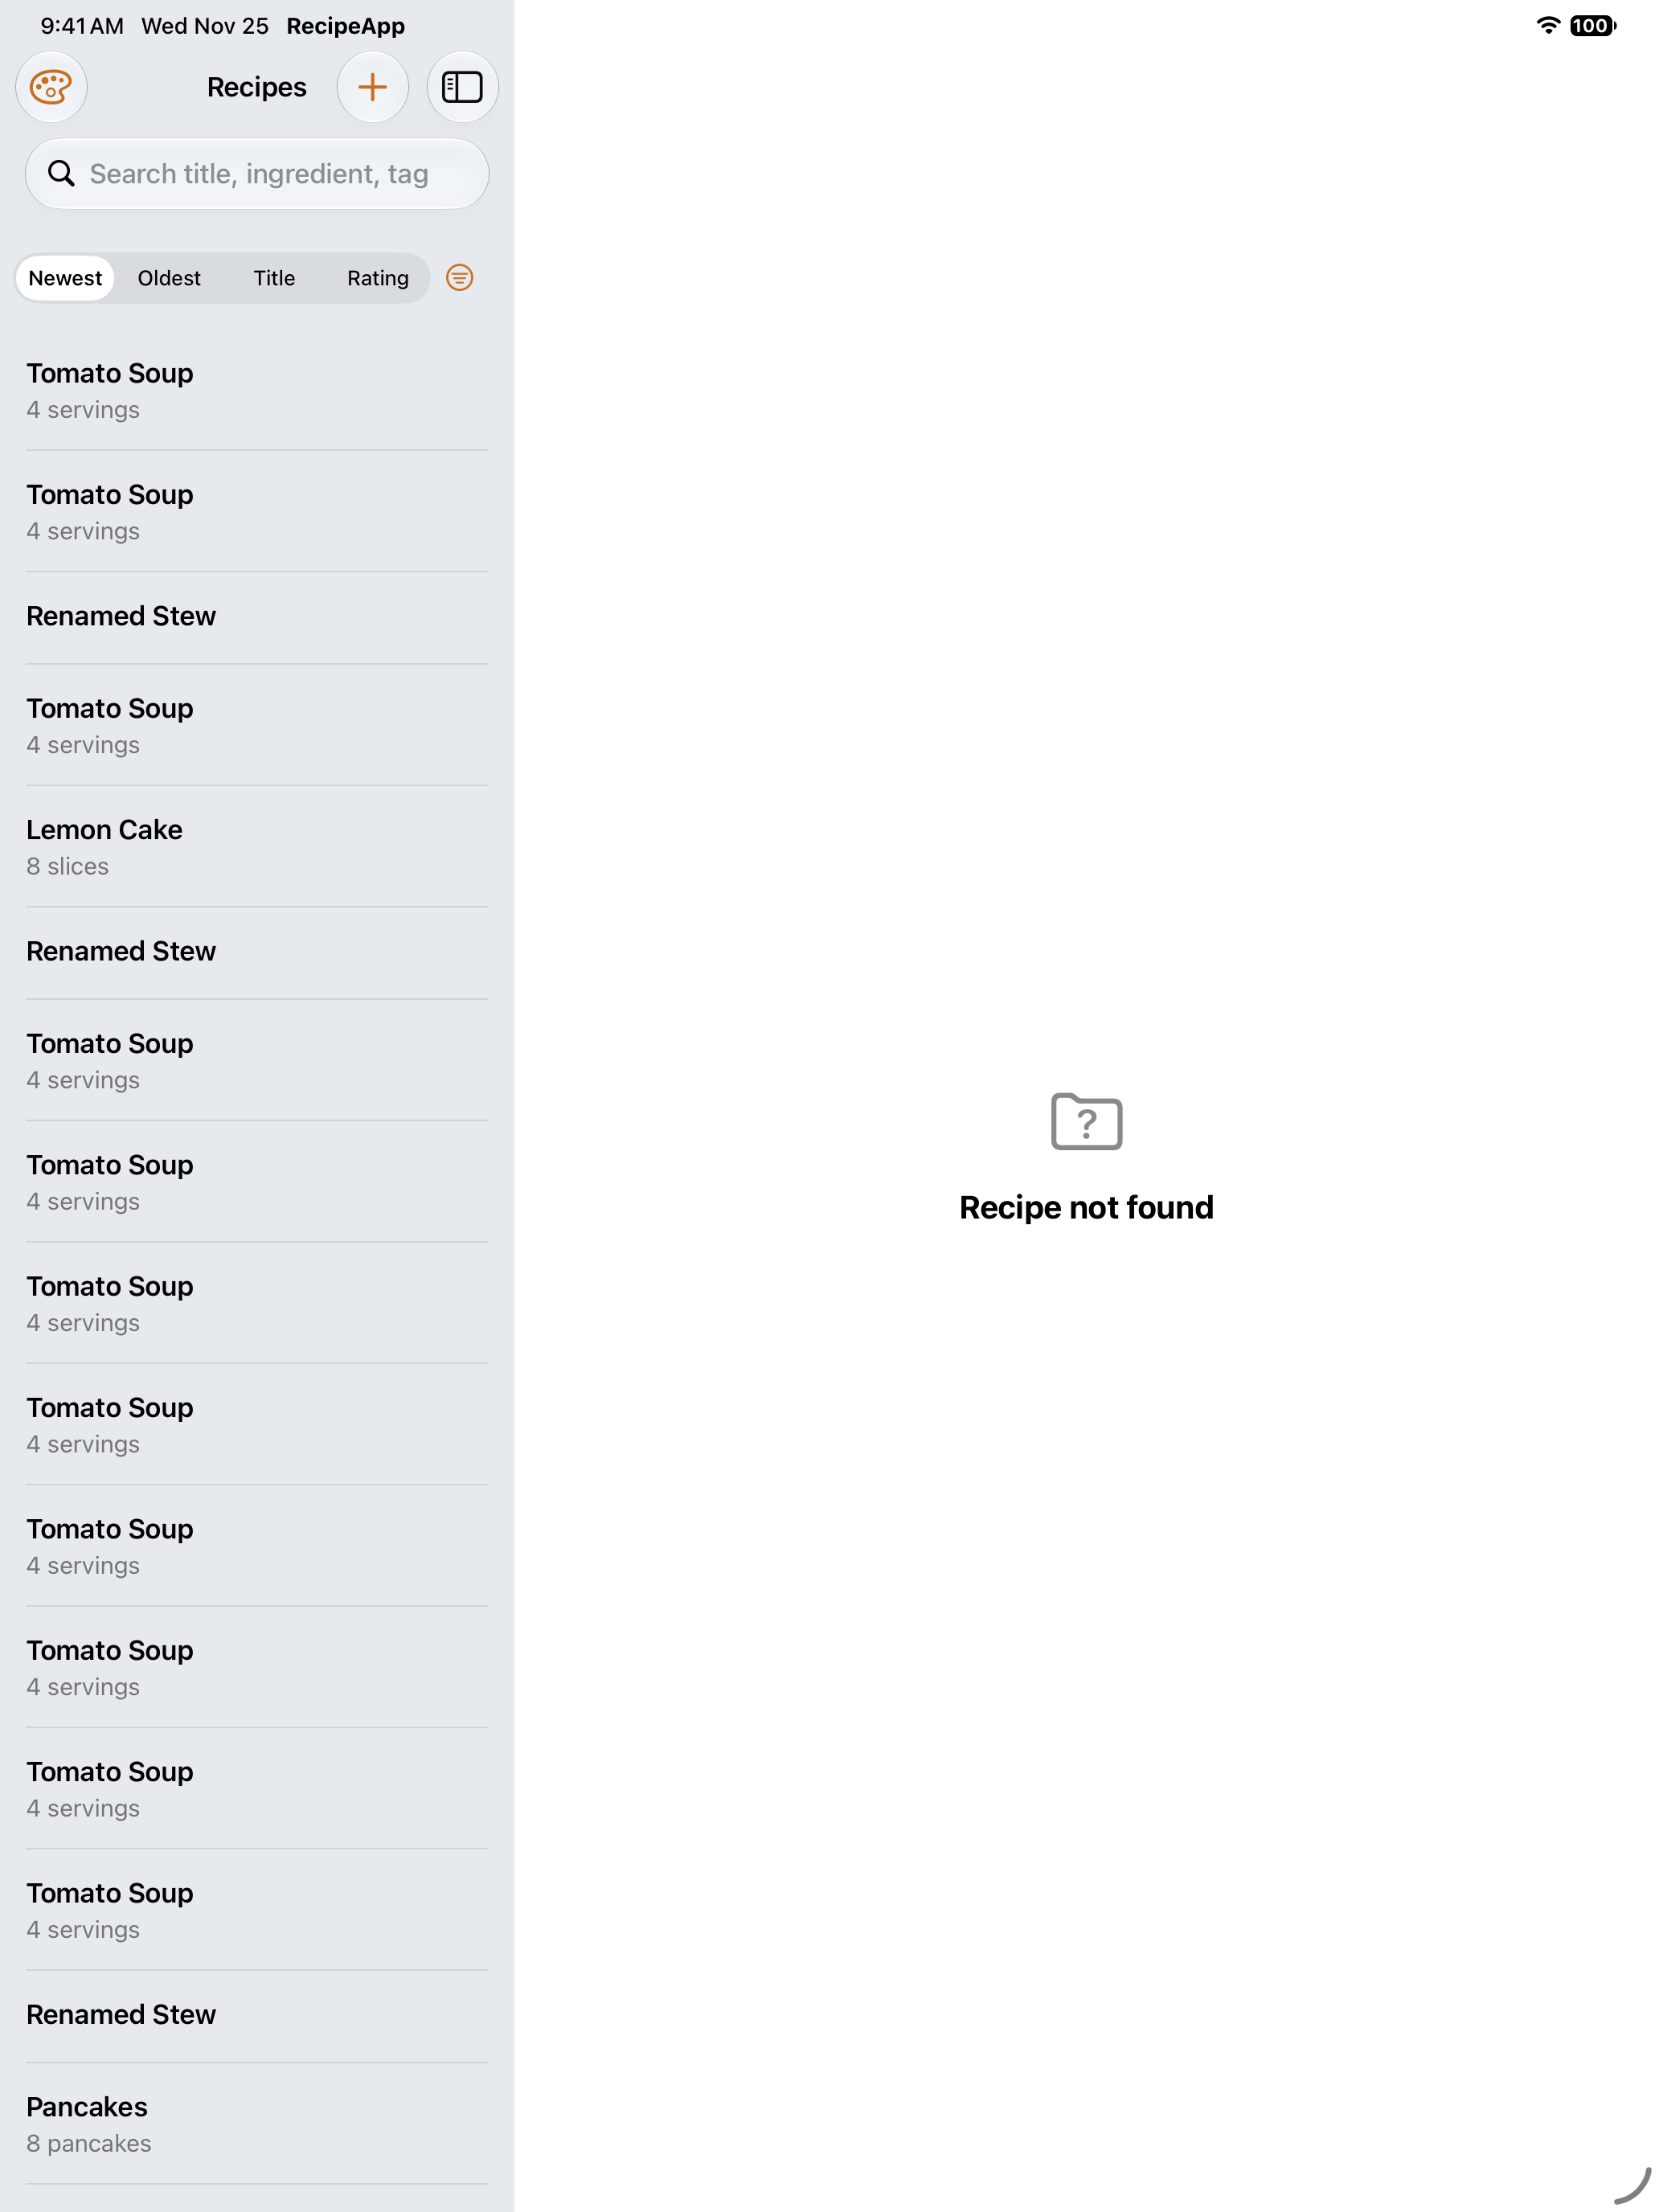 9:41 AM Wed Nov 25 RecipeApp
100
Recipes
Search title, ingredient, tag
Newest Oldest Title Rating
Tomato Soup
4 servings
Tomato Soup
4 servings
Renamed Stew
Tomato Soup
4 servings
Lemon Cake
8 slices
Renamed Stew
Tomato Soup
4 servings
Tomato Soup
4 servings
Tomato Soup
4 servings
Tomato Soup
4 servings
Tomato Soup
4 servings
Tomato Soup
4 servings
Tomato Soup
4 servings
Tomato Soup
4 servings
Renamed Stew
Pancakes
8 pancakes
?
Recipe not found